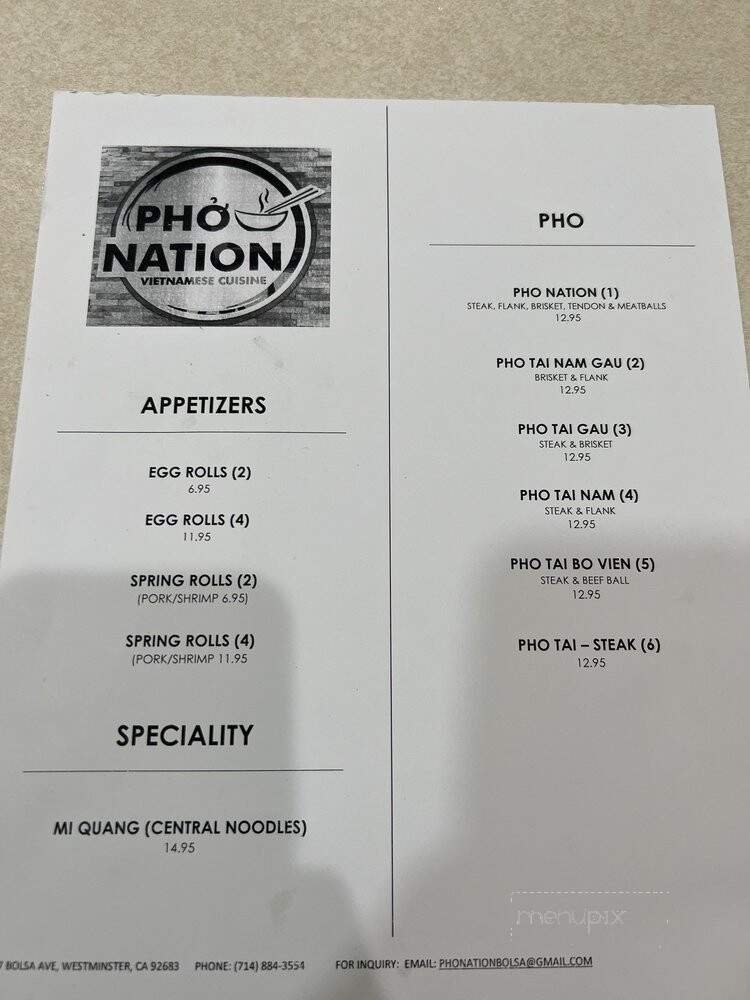 PHỞ
NATION
VIETNAMESE CUISINE
APPETIZERS
EGG ROLLS (2)
6.95
EGG ROLLS (4)
11.95
SPRING ROLLS (2)
(PORK/SHRIMP 6.95)
SPRING ROLLS (4)
(PORK/SHRIMP 11.95
SPECIALITY
MI QUANG (CENTRAL NOODLES)
14.95
PHO
PHO NATION (1)
STEAK, FLANK, BRISKET, TENDON & MEATBALLS
12.95
PHO TAI NAM GAU (2)
BRISKET & FLANK
12.95
PHO TAI GAU (3)
STEAK & BRISKET
12.95
PHO TAI NAM (4)
STEAK & FLANK
12.95
PHO TAI BO VIEN (5)
STEAK & BEEF BALL
12.95
PHO TAI – STEAK (6)
12.95
menupix
7 BOLSA AVE, WESTMINSTER, CA 92683 PHONE: (714) 884-3554 FOR INQUIRY: EMAIL: PHONATIONBOLSA@GMAIL.COM